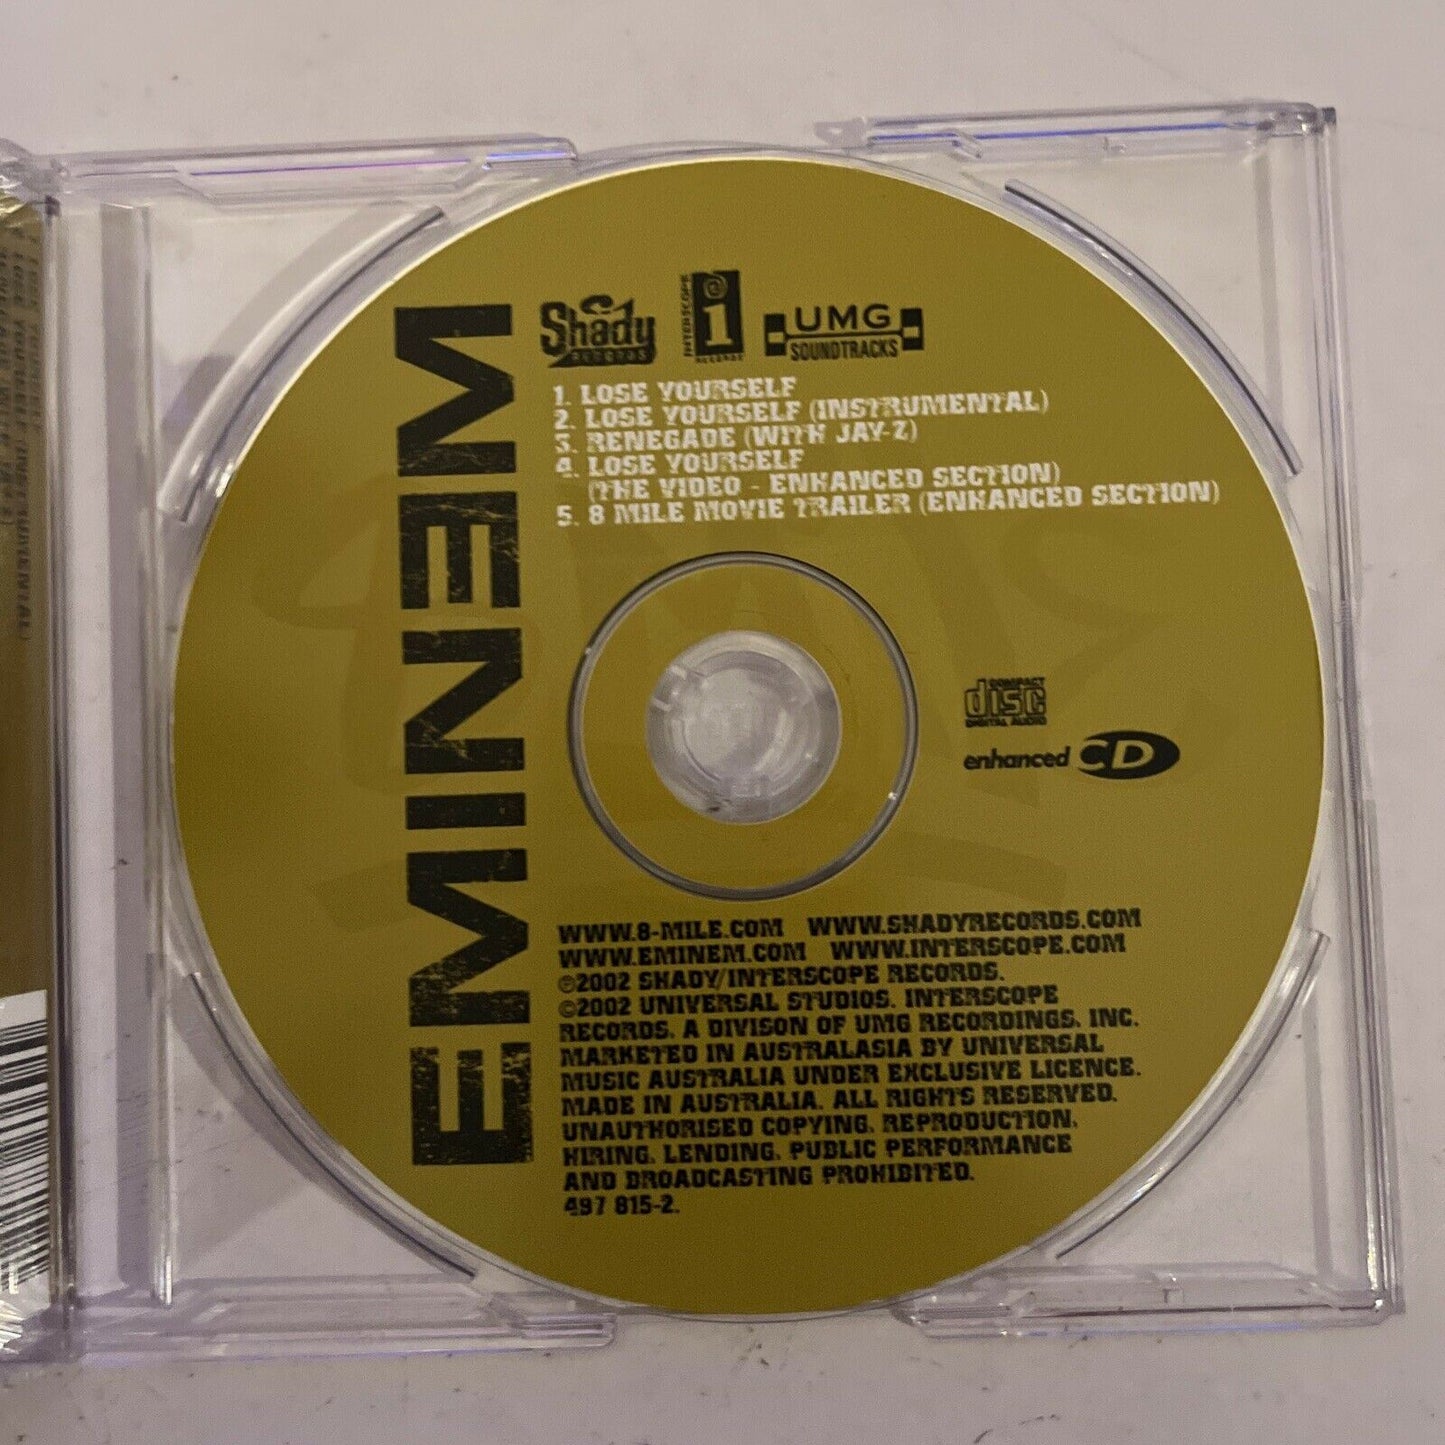 EMINEM
Shady
RECORDS
INTERSCOPE
i
RECORDS
UMG
SOUNDTRACKS
1. LOSE YOURSELF
2. LOSE YOURSELF (INSTRUMENTAL)
3. RENEGADE (WITH JAY-Z)
4. LOSE YOURSELF
(THE VIDEO - ENHANCED SECTION)
5. 8 MILE MOVIE TRAILER (ENHANCED SECTION)
COMPACT
disc
DIGITAL AUDIO
enhanced CD
WWW.8-MILE.COM WWW.SHADYRECORDS.COM
WWW.EMINEM.COM WWW.INTERSCOPE.COM
℗2002 SHADY/INTERSCOPE RECORDS.
©2002 UNIVERSAL STUDIOS. INTERSCOPE
RECORDS. A DIVISON OF UMG RECORDINGS, INC.
MARKETED IN AUSTRALASIA BY UNIVERSAL
MUSIC AUSTRALIA UNDER EXCLUSIVE LICENCE.
MADE IN AUSTRALIA. ALL RIGHTS RESERVED.
UNAUTHORISED COPYING, REPRODUCTION,
HIRING, LENDING, PUBLIC PERFORMANCE
AND BROADCASTING PROHIBITED.
497 815-2.